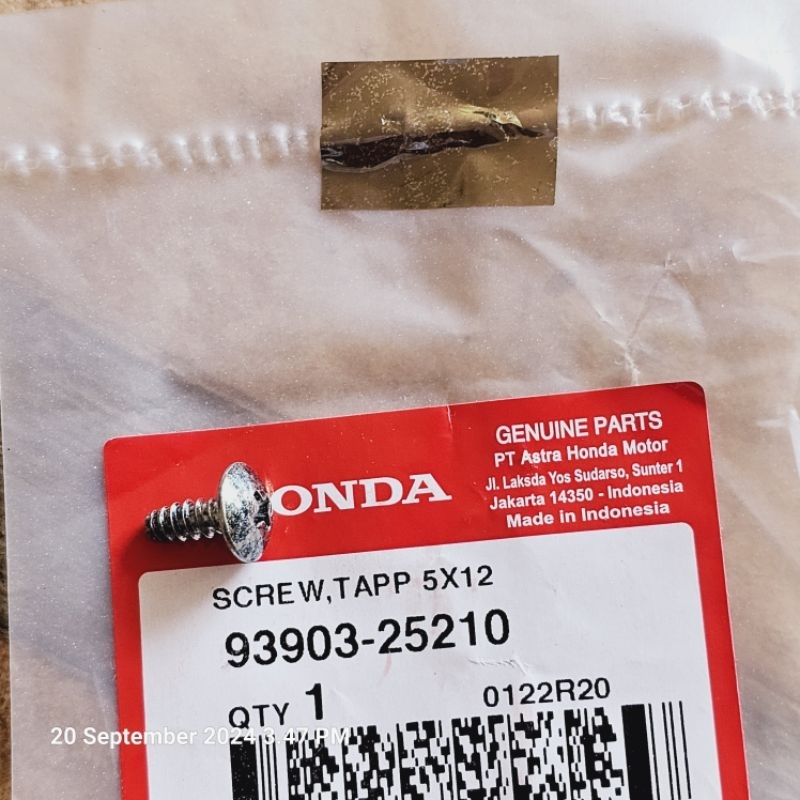 ONDA
GENUINE PARTS
PT Astra Honda Motor
Jl. Laksda Yos Sudarso, Sunter 1
Jakarta 14350 - Indonesia
Made in Indonesia
SCREW,TAPP 5X12
93903-25210
QTY 1
0122R20
20 September 2024 3.47 PM